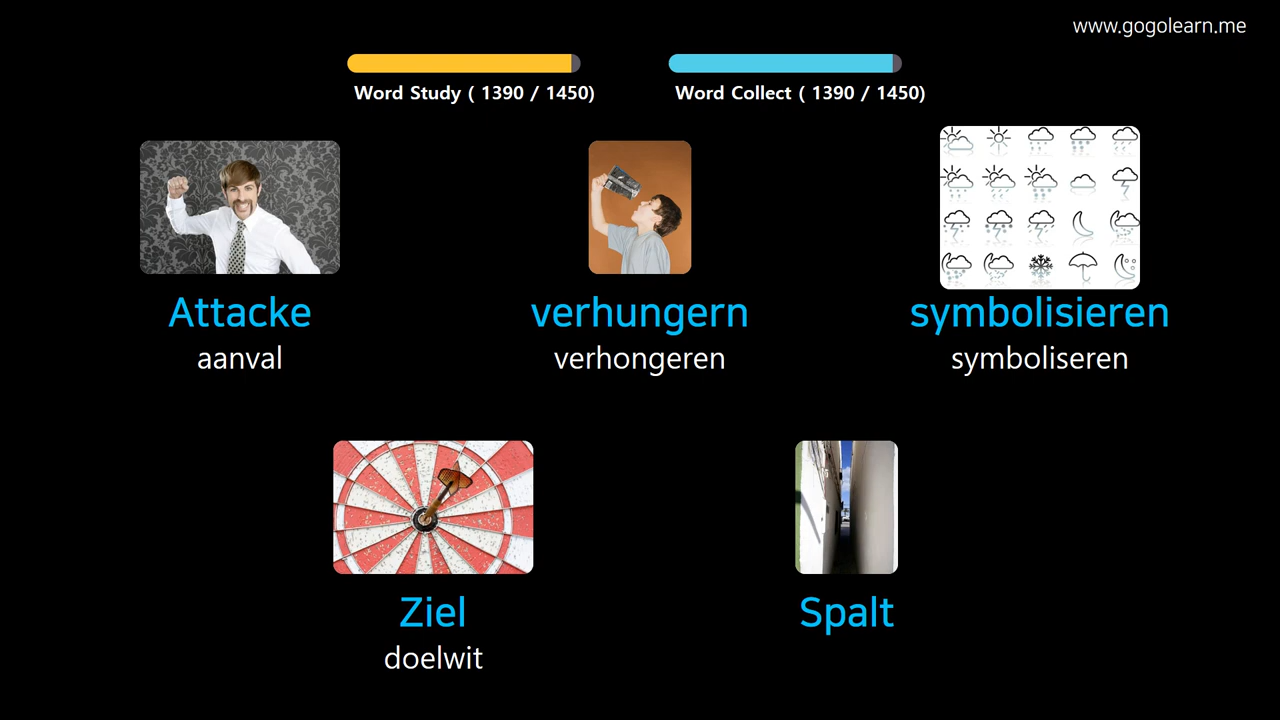 www.gogolearn.me
Word Study ( 1390 / 1450)
Word Collect ( 1390 / 1450)
Attacke
aanval
verhungern
verhongeren
symbolisieren
symboliseren
Ziel
doelwit
Spalt